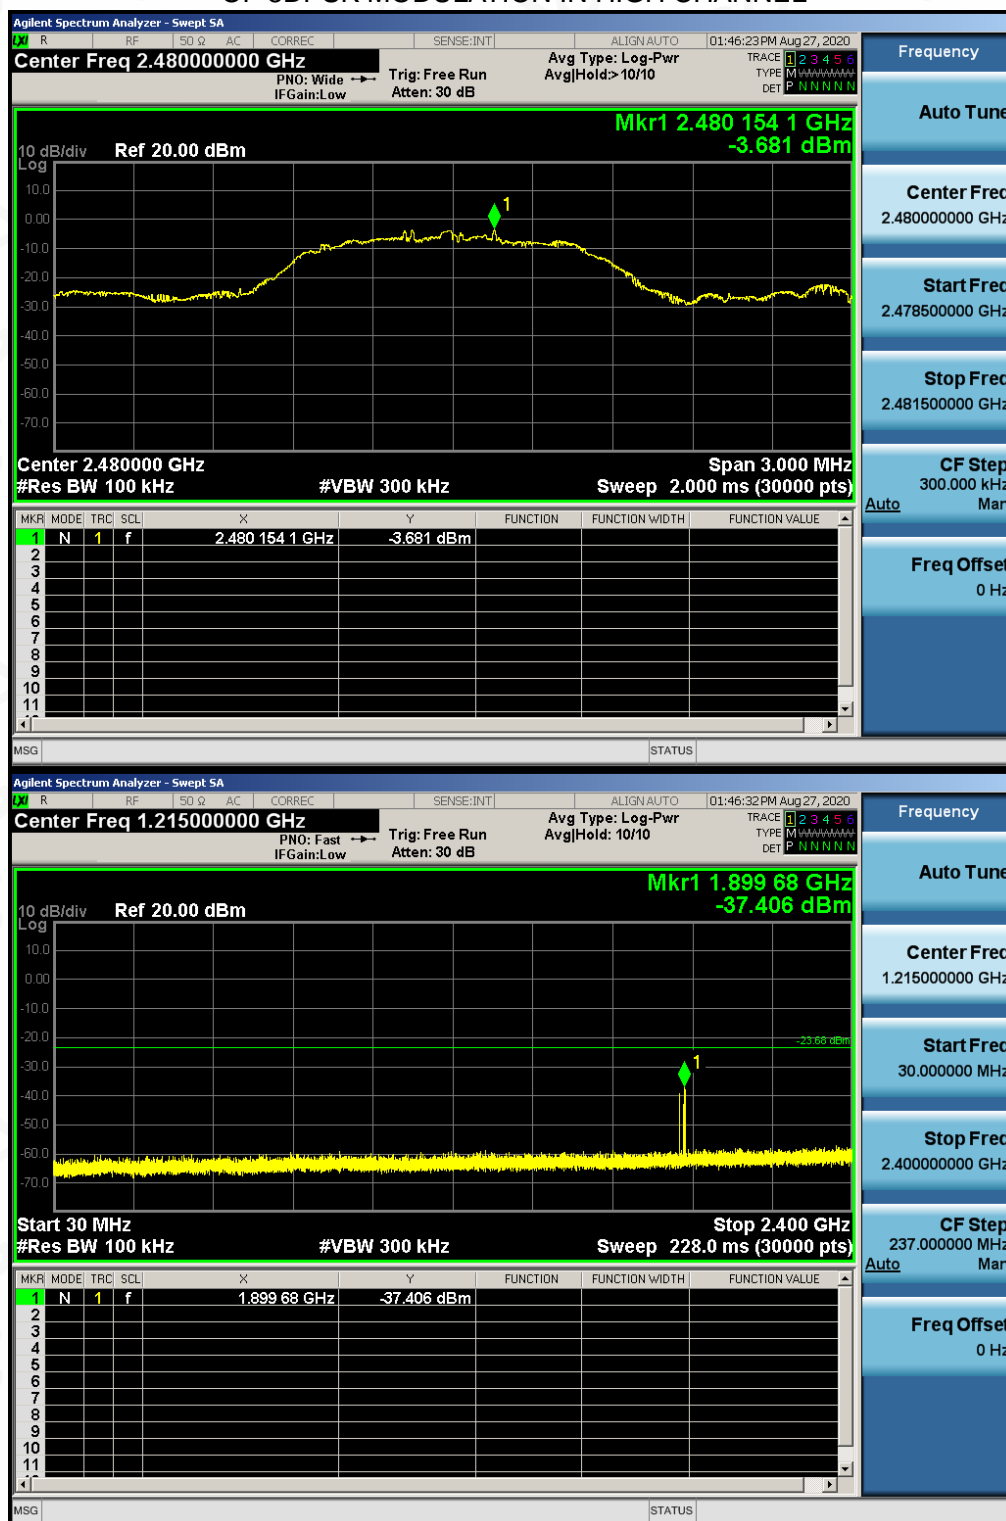 OF 8DPSK MODULATION IN HIGH CHANNEL
Agilent Spectrum Analyzer - Swept SA
LXI R RF 50 Ω AC CORREC SENSE:INT ALIGN AUTO 01:46:23 PM Aug 27, 2020
Center Freq 2.480000000 GHz
PNO: Wide
IFGain:Low
Trig: Free Run
Atten: 30 dB
Avg Type: Log-Pwr
Avg|Hold:> 10/10
TRACE 1 2 3 4 5 6
TYPE M
DET P N N N N N
Mkr1 2.480 154 1 GHz
-3.681 dBm
10 dB/div Ref 20.00 dBm
Log
10.0
0.00
-10.0
-20.0
-30.0
-40.0
-50.0
-60.0
-70.0
1
Center 2.480000 GHz Span 3.000 MHz
#Res BW 100 kHz #VBW 300 kHz Sweep 2.000 ms (30000 pts)
MKR MODE TRC SCL X Y FUNCTION FUNCTION WIDTH FUNCTION VALUE
1 N 1 f 2.480 154 1 GHz -3.681 dBm
2
3
4
5
6
7
8
9
10
11
MSG STATUS
Frequency
Auto Tune
Center Freq
2.480000000 GHz
Start Freq
2.478500000 GHz
Stop Freq
2.481500000 GHz
CF Step
300.000 kHz
Auto Man
Freq Offset
0 Hz
Agilent Spectrum Analyzer - Swept SA
LXI R RF 50 Ω AC CORREC SENSE:INT ALIGN AUTO 01:46:32 PM Aug 27, 2020
Center Freq 1.215000000 GHz
PNO: Fast
IFGain:Low
Trig: Free Run
Atten: 30 dB
Avg Type: Log-Pwr
Avg|Hold: 10/10
TRACE 1 2 3 4 5 6
TYPE M
DET P N N N N N
Mkr1 1.899 68 GHz
-37.406 dBm
10 dB/div Ref 20.00 dBm
Log
10.0
0.00
-10.0
-20.0
-30.0
-40.0
-50.0
-60.0
-70.0
-23.68 dBm
1
Start 30 MHz Stop 2.400 GHz
#Res BW 100 kHz #VBW 300 kHz Sweep 228.0 ms (30000 pts)
MKR MODE TRC SCL X Y FUNCTION FUNCTION WIDTH FUNCTION VALUE
1 N 1 f 1.899 68 GHz -37.406 dBm
2
3
4
5
6
7
8
9
10
11
MSG STATUS
Frequency
Auto Tune
Center Freq
1.215000000 GHz
Start Freq
30.000000 MHz
Stop Freq
2.400000000 GHz
CF Step
237.000000 MHz
Auto Man
Freq Offset
0 Hz